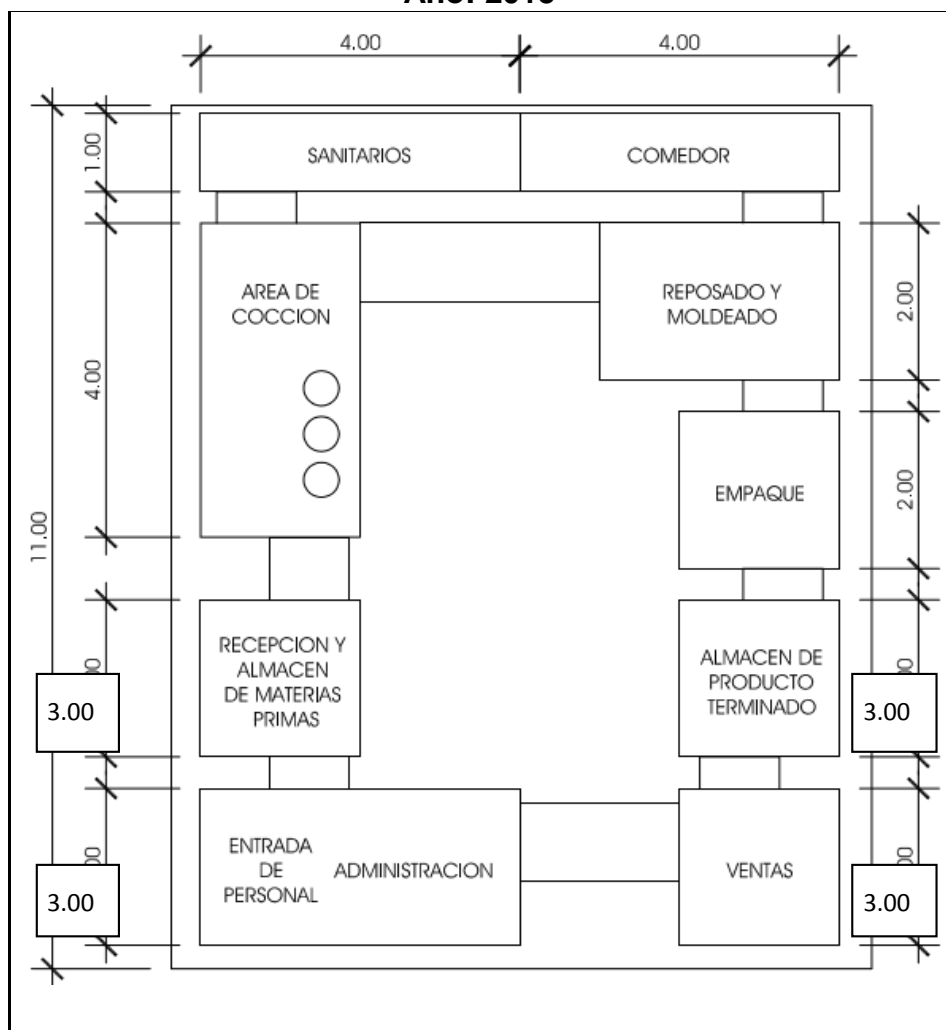 4.00
4.00
1.00
SANITARIOS
COMEDOR
4.00
AREA DE
COCCION
REPOSADO Y
MOLDEADO
2.00
EMPAQUE
2.00
11.00
RECEPCION Y
ALMACEN
DE MATERIAS
PRIMAS
3.00
ALMACEN DE
PRODUCTO
TERMINADO
3.00
ENTRADA
DE
PERSONAL
ADMINISTRACION
3.00
VENTAS
3.00